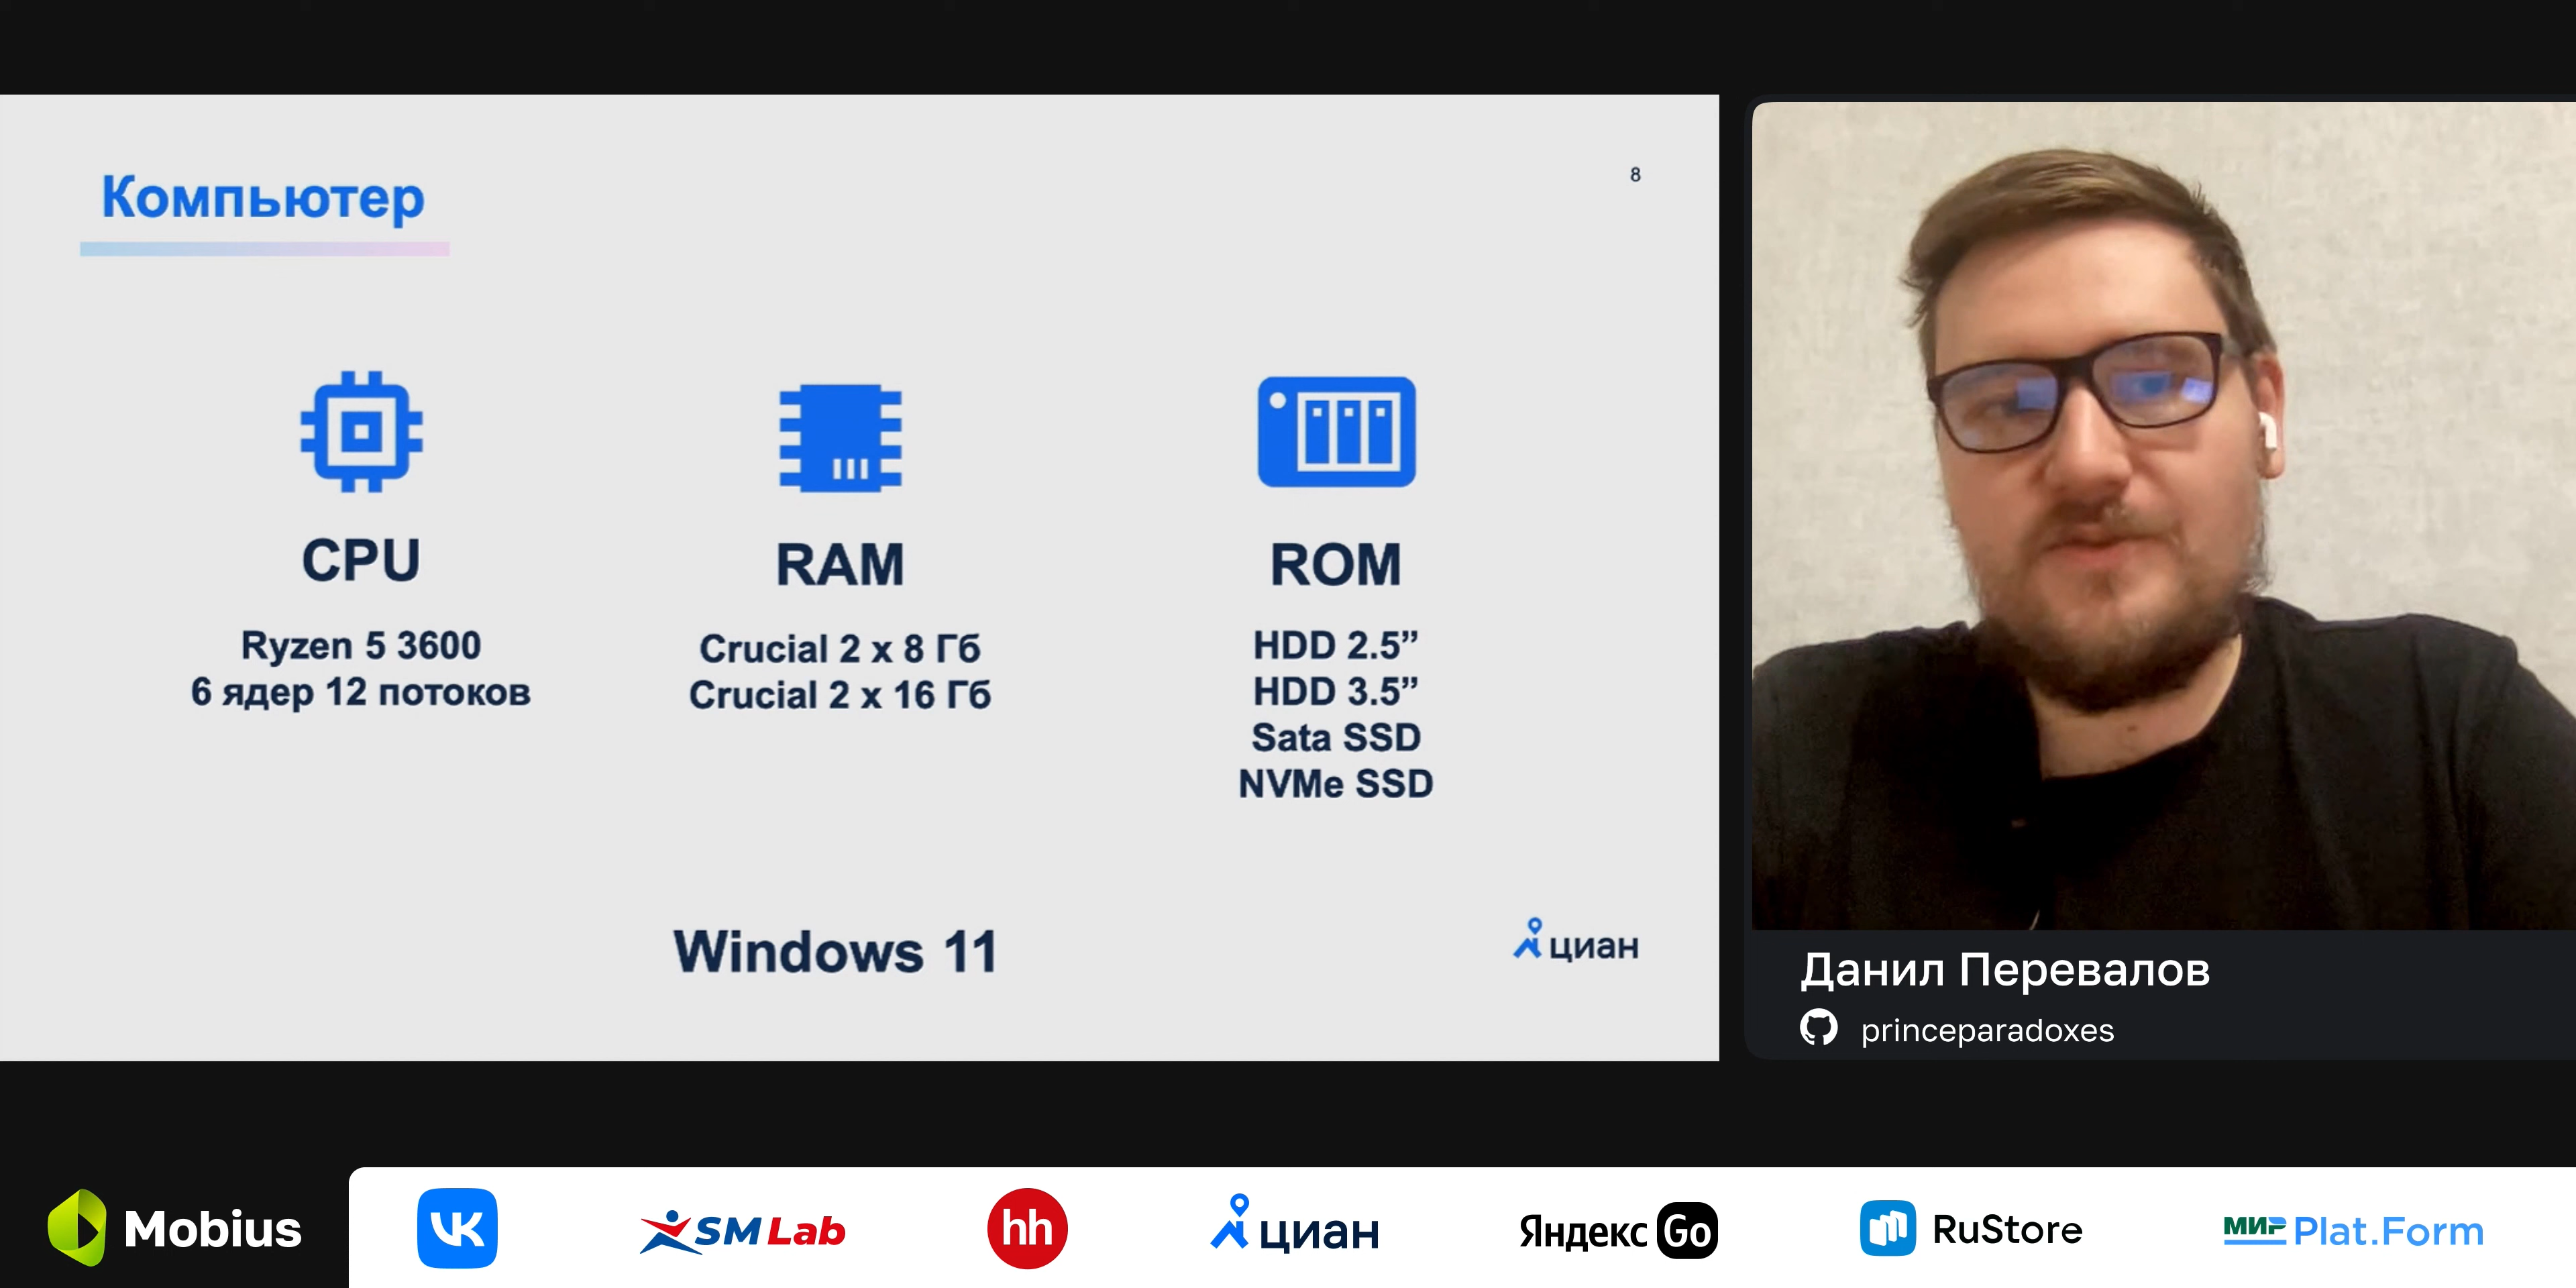 Компьютер
8
CPU
Ryzen 5 3600
6 ядер 12 потоков
RAM
Crucial 2 x 8 Гб
Crucial 2 x 16 Гб
ROM
HDD 2.5”
HDD 3.5”
Sata SSD
NVMe SSD
Windows 11
циан
Данил Перевалов
princeparadoxes
Mobius
VK
SM Lab
hh
циан
Яндекс Go
RuStore
МИР Plat.Form